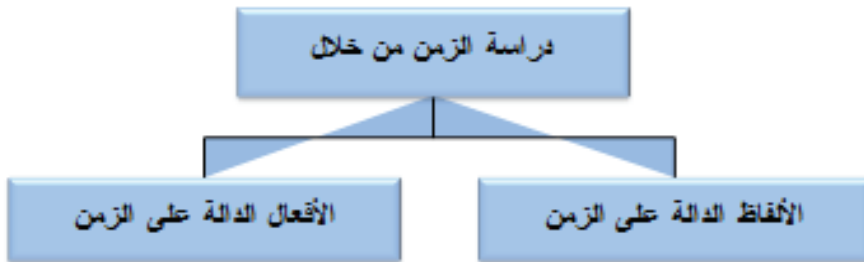 دراسة الزمن من خلال
الألفاظ الدالة على الزمن
الأفعال الدالة على الزمن